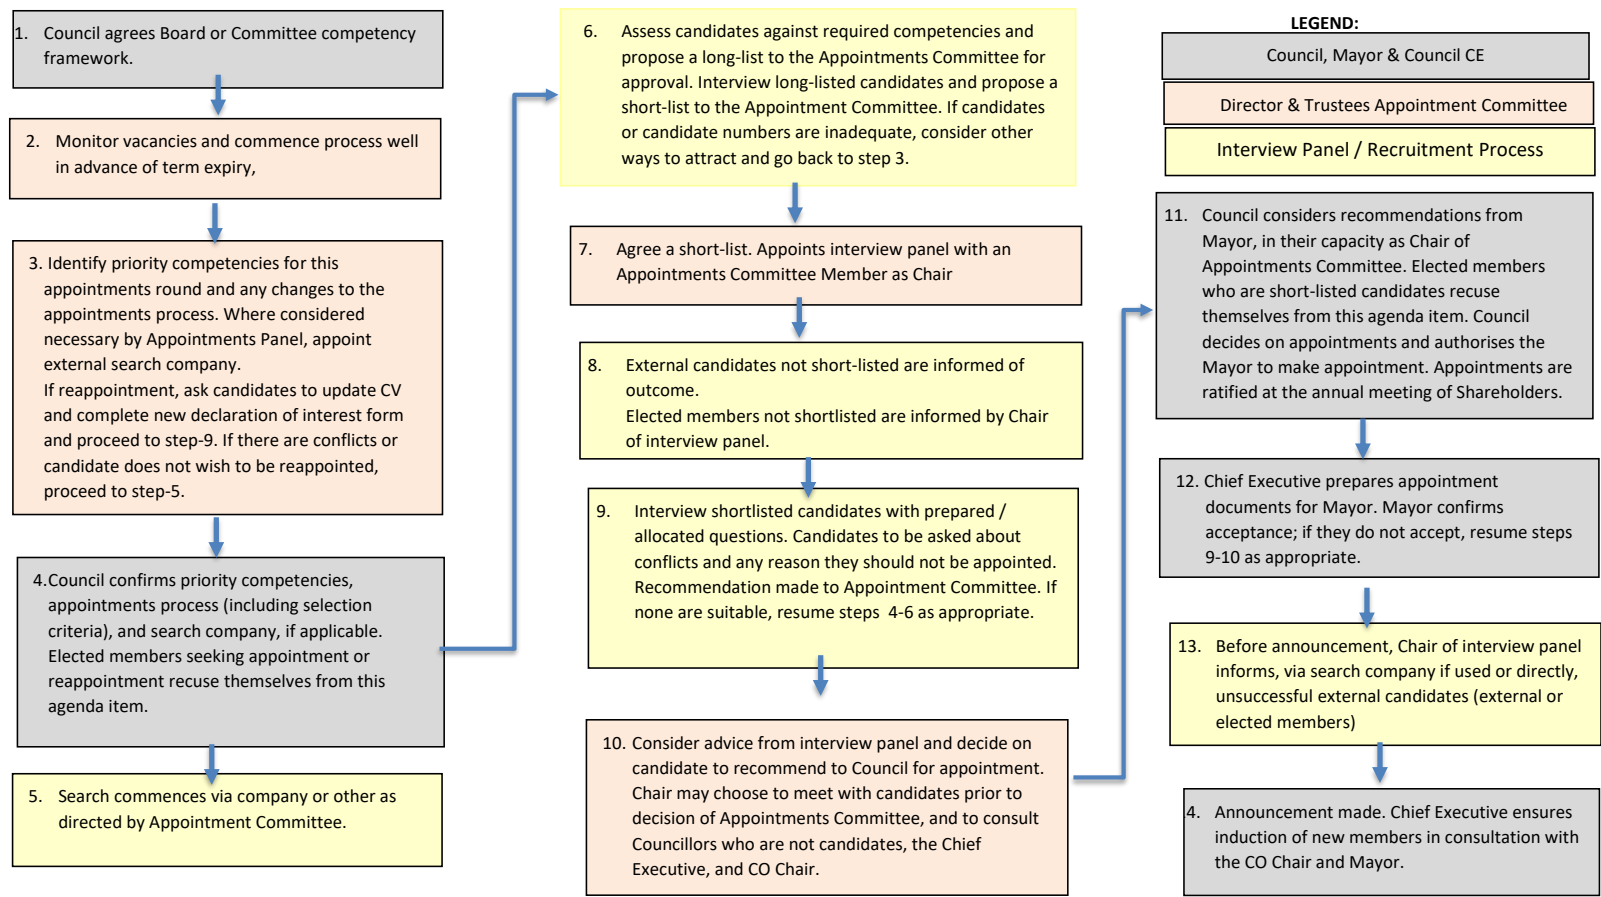 1. Council agrees Board or Committee competency
framework.
2. Monitor vacancies and commence process well
in advance of term expiry,
3. Identify priority competencies for this
appointments round and any changes to the
appointments process. Where considered
necessary by Appointments Panel, appoint
external search company.
If reappointment, ask candidates to update CV
and complete new declaration of interest form
and proceed to step-9. If there are conflicts or
candidate does not wish to be reappointed,
proceed to step-5.
4. Council confirms priority competencies,
appointments process (including selection
criteria), and search company, if applicable.
Elected members seeking appointment or
reappointment recuse themselves from this
agenda item.
5. Search commences via company or other as
directed by Appointment Committee.
6. Assess candidates against required competencies and
propose a long-list to the Appointments Committee for
approval. Interview long-listed candidates and propose a
short-list to the Appointment Committee. If candidates
or candidate numbers are inadequate, consider other
ways to attract and go back to step 3.
7. Agree a short-list. Appoints interview panel with an
Appointments Committee Member as Chair
8. External candidates not short-listed are informed of
outcome.
Elected members not shortlisted are informed by Chair
of interview panel.
9. Interview shortlisted candidates with prepared /
allocated questions. Candidates to be asked about
conflicts and any reason they should not be appointed.
Recommendation made to Appointment Committee. If
none are suitable, resume steps 4-6 as appropriate.
10. Consider advice from interview panel and decide on
candidate to recommend to Council for appointment.
Chair may choose to meet with candidates prior to
decision of Appointments Committee, and to consult
Councillors who are not candidates, the Chief
Executive, and CO Chair.
LEGEND:
Council, Mayor & Council CE
Director & Trustees Appointment Committee
Interview Panel / Recruitment Process
11. Council considers recommendations from
Mayor, in their capacity as Chair of
Appointments Committee. Elected members
who are short-listed candidates recuse
themselves from this agenda item. Council
decides on appointments and authorises the
Mayor to make appointment. Appointments are
ratified at the annual meeting of Shareholders.
12. Chief Executive prepares appointment
documents for Mayor. Mayor confirms
acceptance; if they do not accept, resume steps
9-10 as appropriate.
13. Before announcement, Chair of interview panel
informs, via search company if used or directly,
unsuccessful external candidates (external or
elected members)
4. Announcement made. Chief Executive ensures
induction of new members in consultation with
the CO Chair and Mayor.